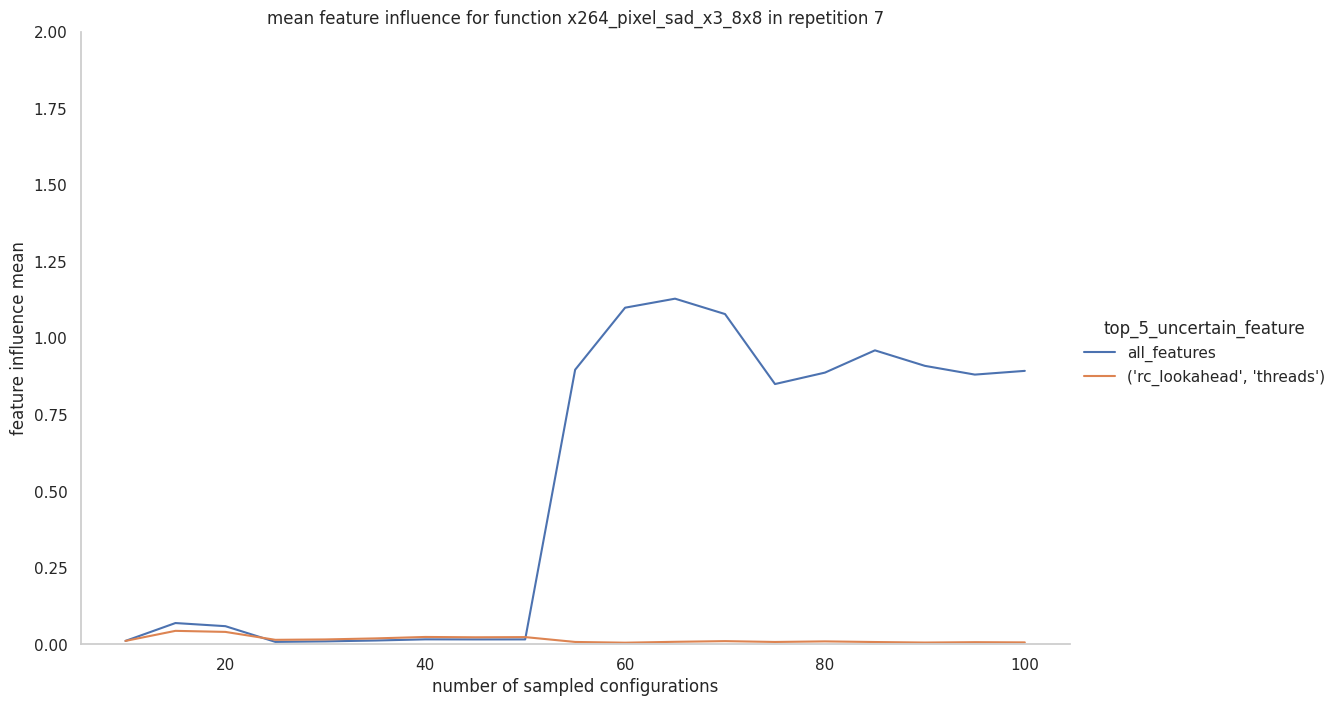 mean feature influence for function x264_pixel_sad_x3_8x8 in repetition 7
2.00
1.75
1.50
1.25
1.00
0.75
0.50
0.25
0.00
feature influence mean
20
40
60
80
100
number of sampled configurations
top_5_uncertain_feature
all_features
('rc_lookahead', 'threads')